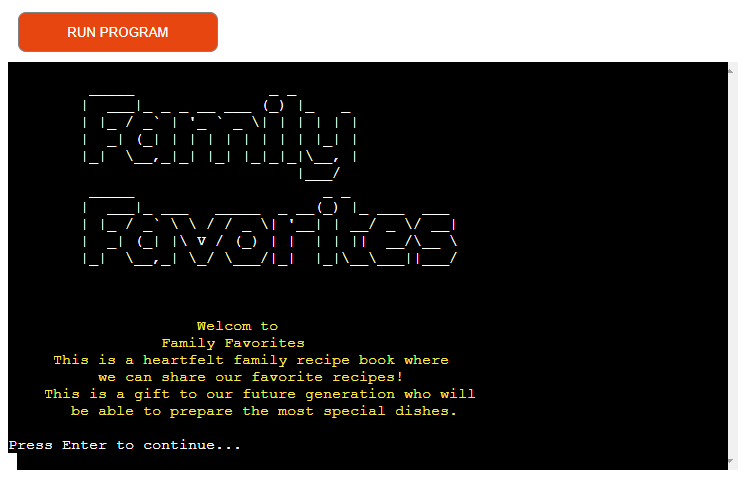 RUN PROGRAM
Family
Favorites
Welcom to
Family Favorites
This is a heartfelt family recipe book where
we can share our favorite recipes!
This is a gift to our future generation who will
be able to prepare the most special dishes.
Press Enter to continue...